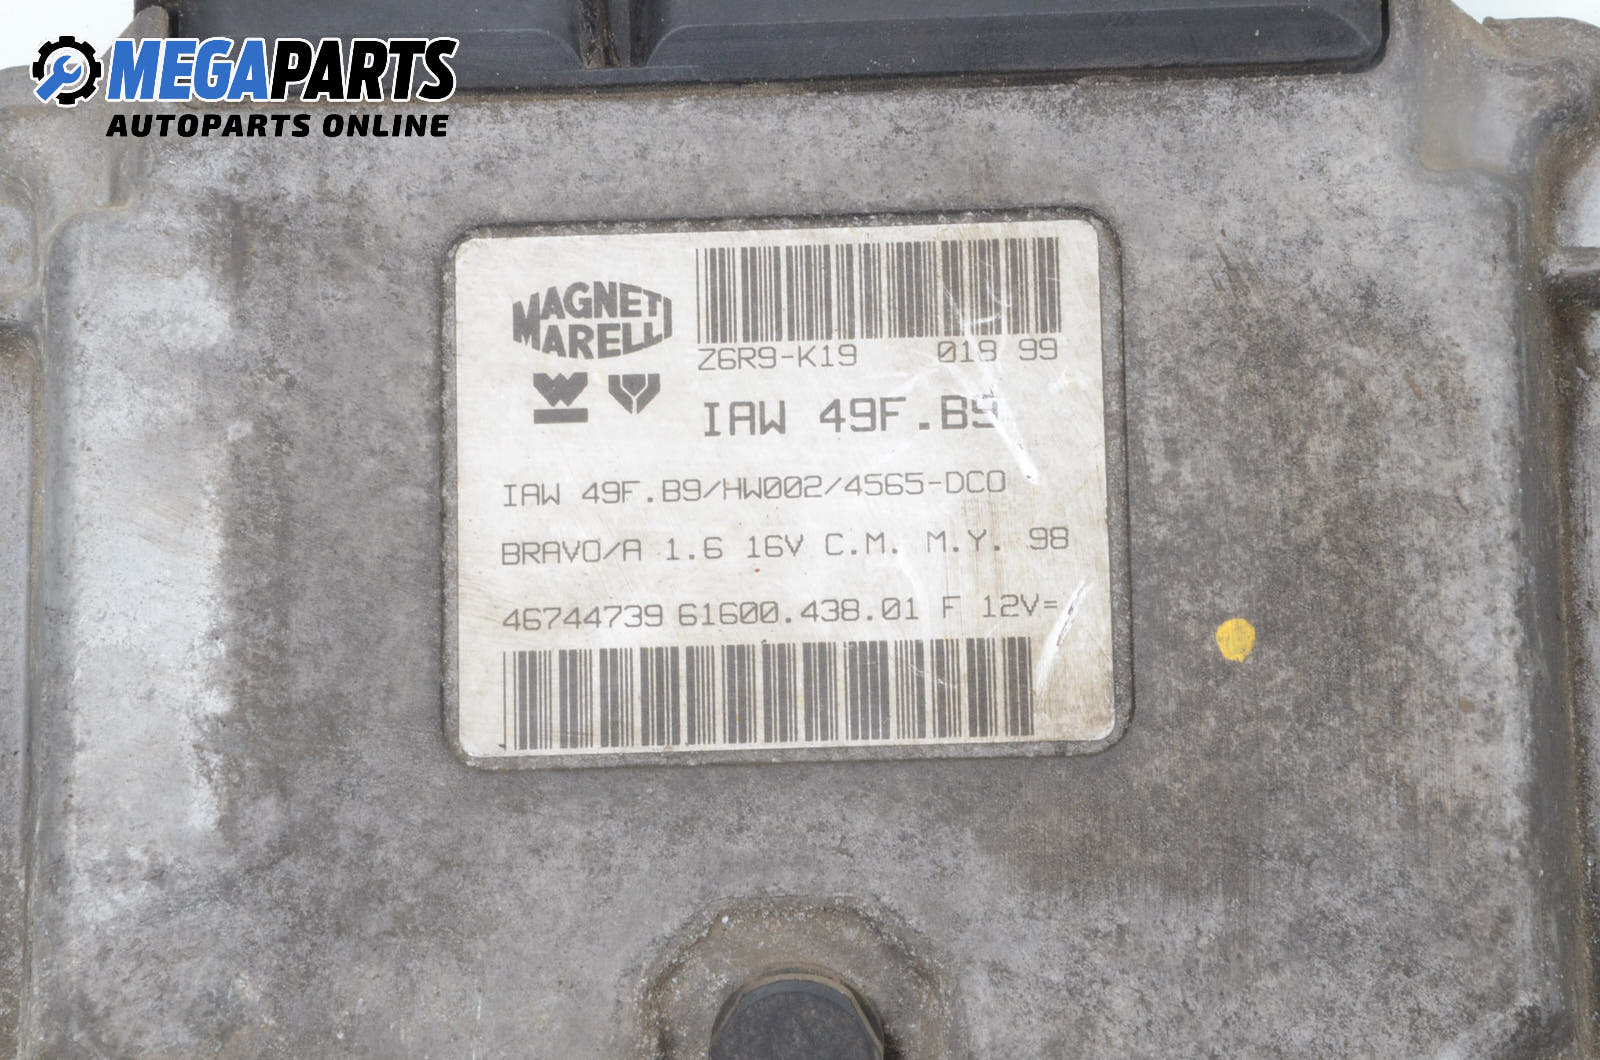 MEGAPARTS
AUTOPARTS ONLINE
MAGNETI
MARELLI
Z6R9-K19 018 99
IAW 49F.B9
IAW 49F.B9/HW002/4565-DCO
BRAVO/A 1.6 16V C.M. M.Y. 98
46744739 61600.438.01 F 12V=